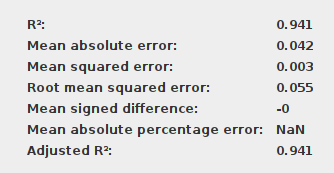 R²: 0.941
Mean absolute error: 0.042
Mean squared error: 0.003
Root mean squared error: 0.055
Mean signed difference: -0
Mean absolute percentage error: NaN
Adjusted R²: 0.941